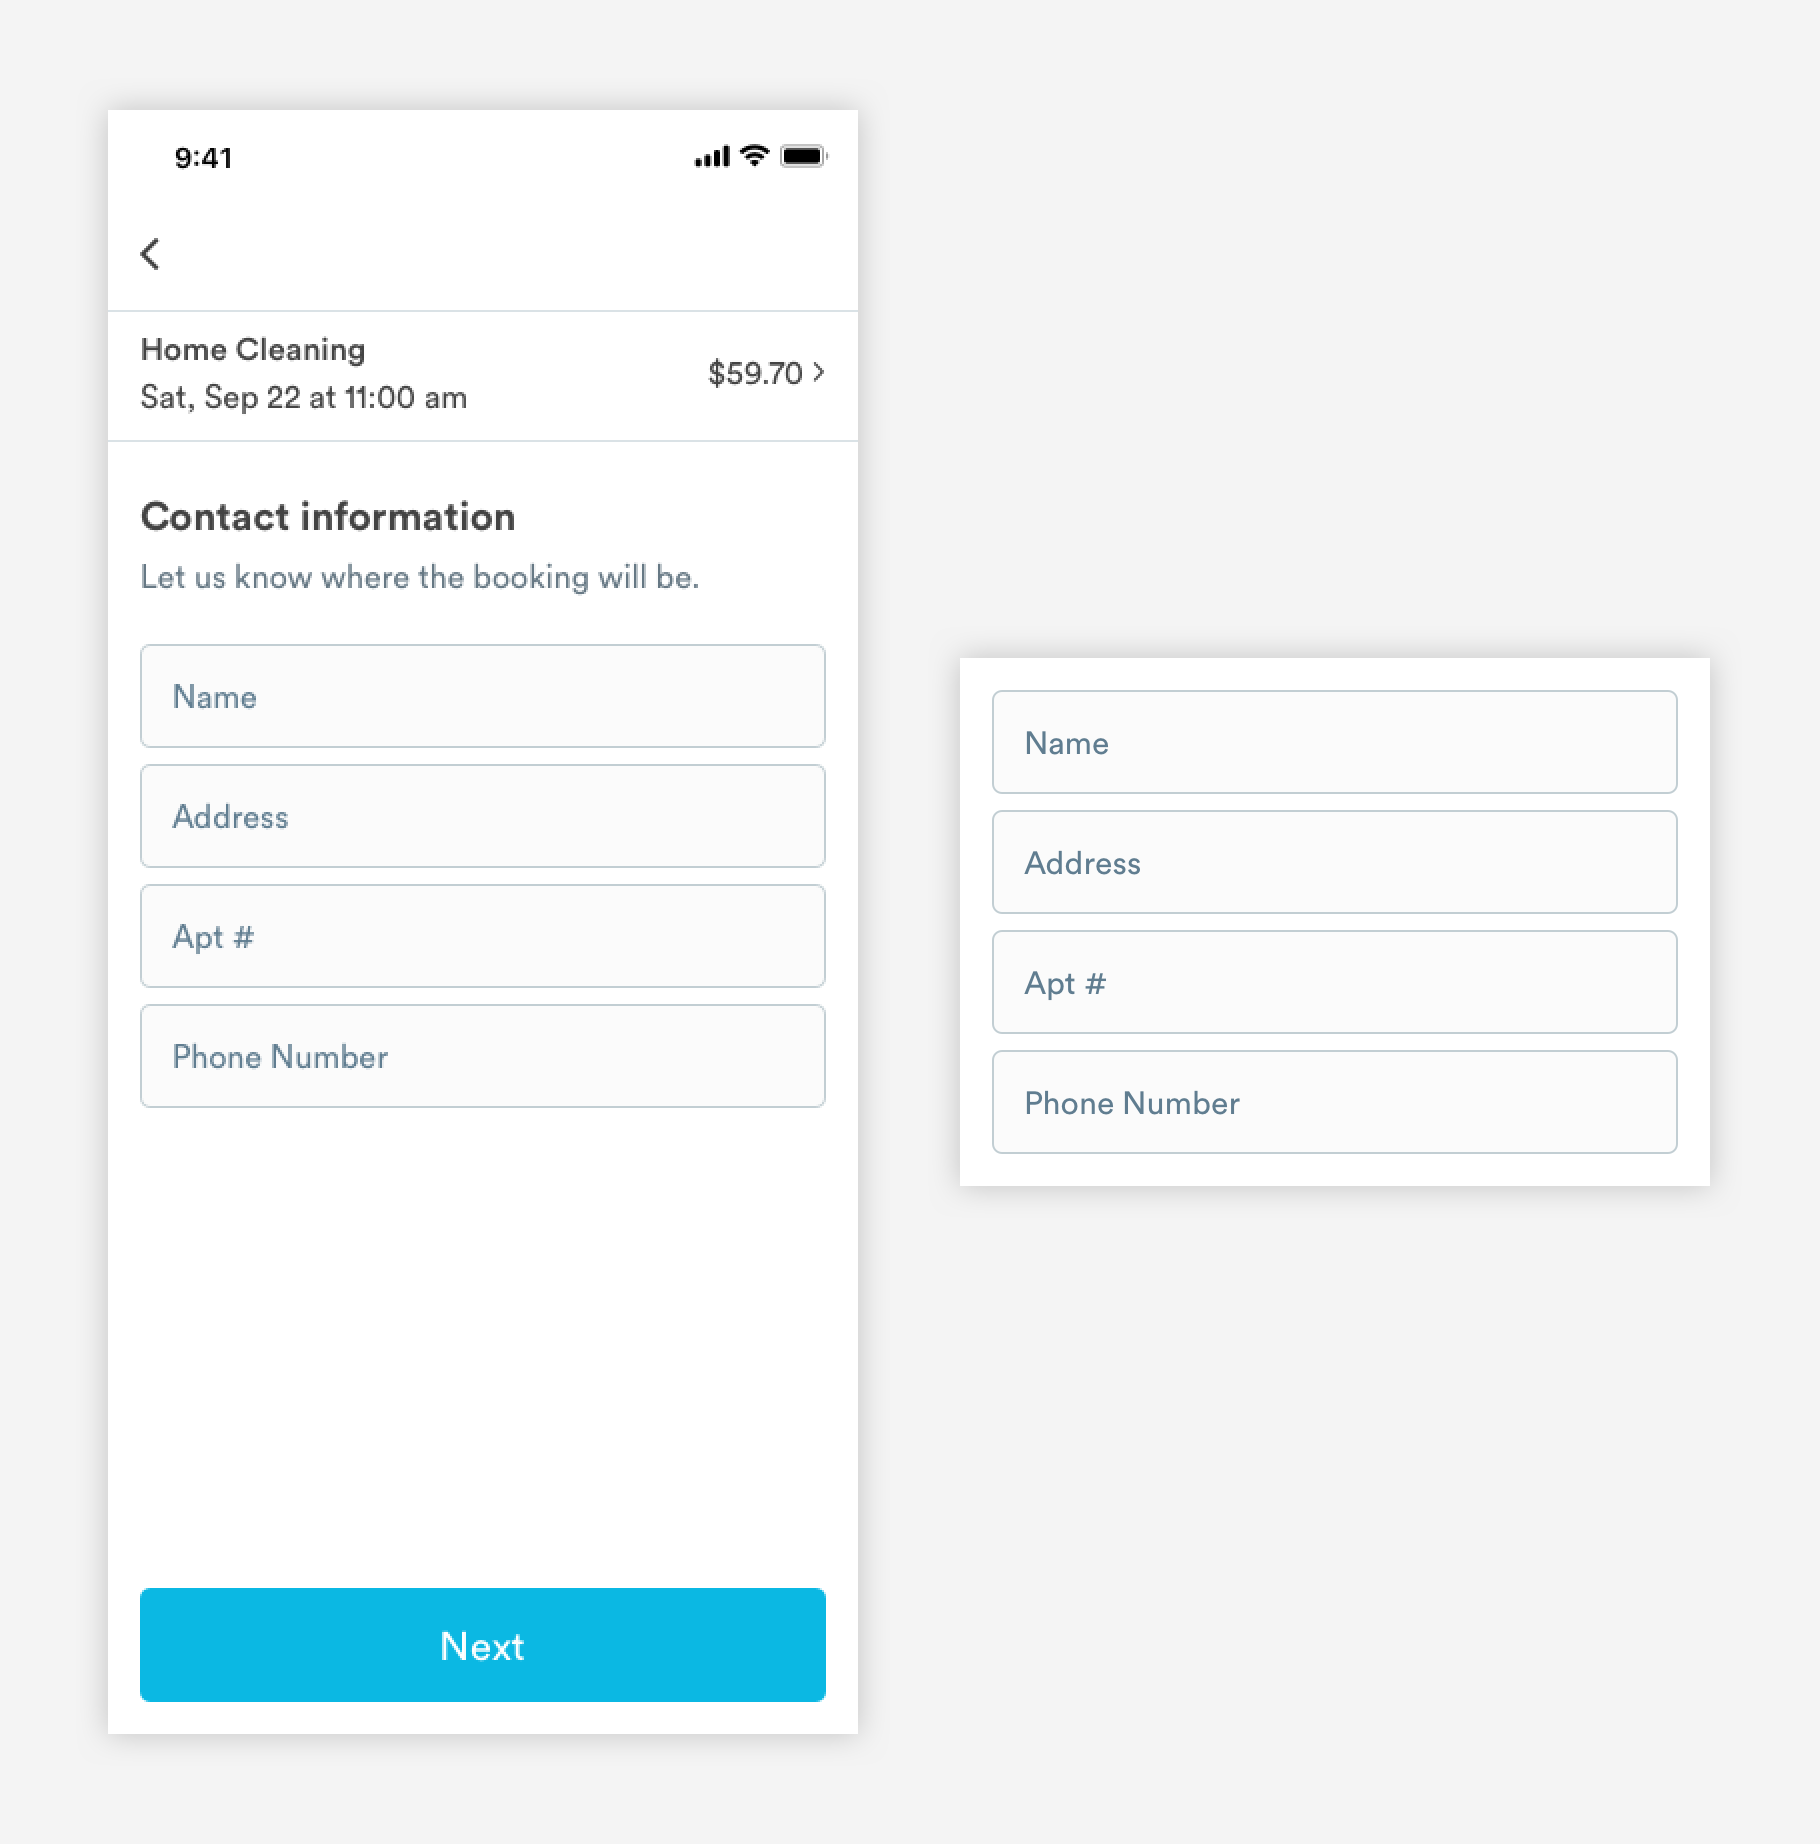 9:41
Home Cleaning
Sat, Sep 22 at 11:00 am
$59.70
Contact information
Let us know where the booking will be.
Name
Address
Apt #
Phone Number
Next
Name
Address
Apt #
Phone Number